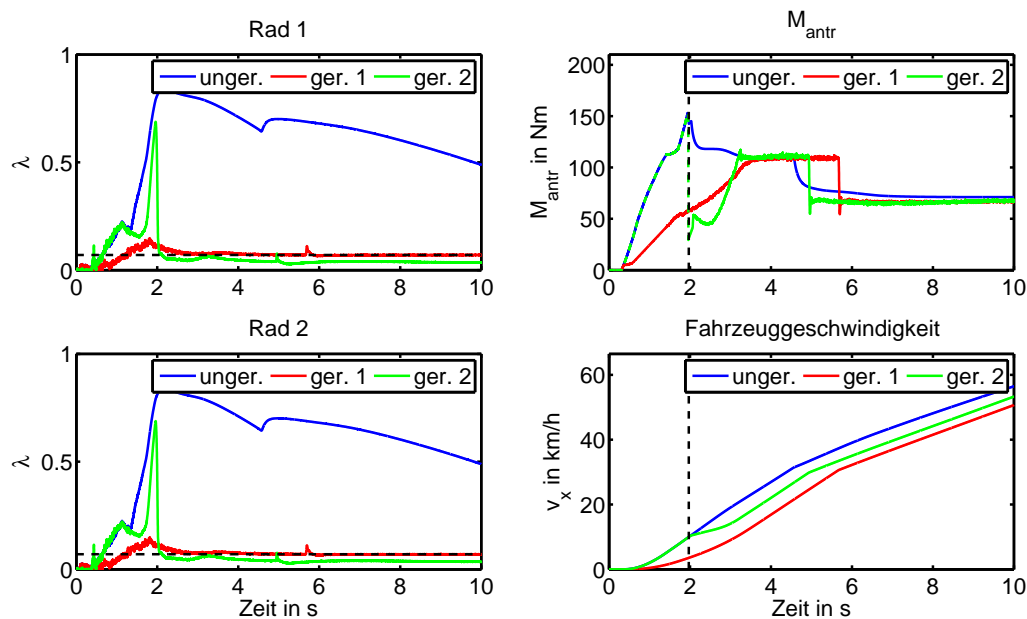 Rad 1
1
0.5
0
λ
unger. ger. 1 ger. 2
0 2 4 6 8 10
M_antr
200
150
100
50
0
M_antr in Nm
unger. ger. 1 ger. 2
0 2 4 6 8 10
Rad 2
1
0.5
0
λ
unger. ger. 1 ger. 2
0 2 4 6 8 10
Zeit in s
Fahrzeuggeschwindigkeit
60
40
20
0
v_x in km/h
unger. ger. 1 ger. 2
0 2 4 6 8 10
Zeit in s